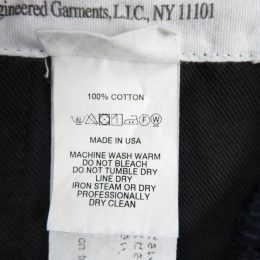 gineered Garments, L.I.C., NY 11101
100% COTTON
F W
MADE IN USA
MACHINE WASH WARM
DO NOT BLEACH
DO NOT TUMBLE DRY
LINE DRY
IRON STEAM OR DRY
PROFESSIONALLY
DRY CLEAN